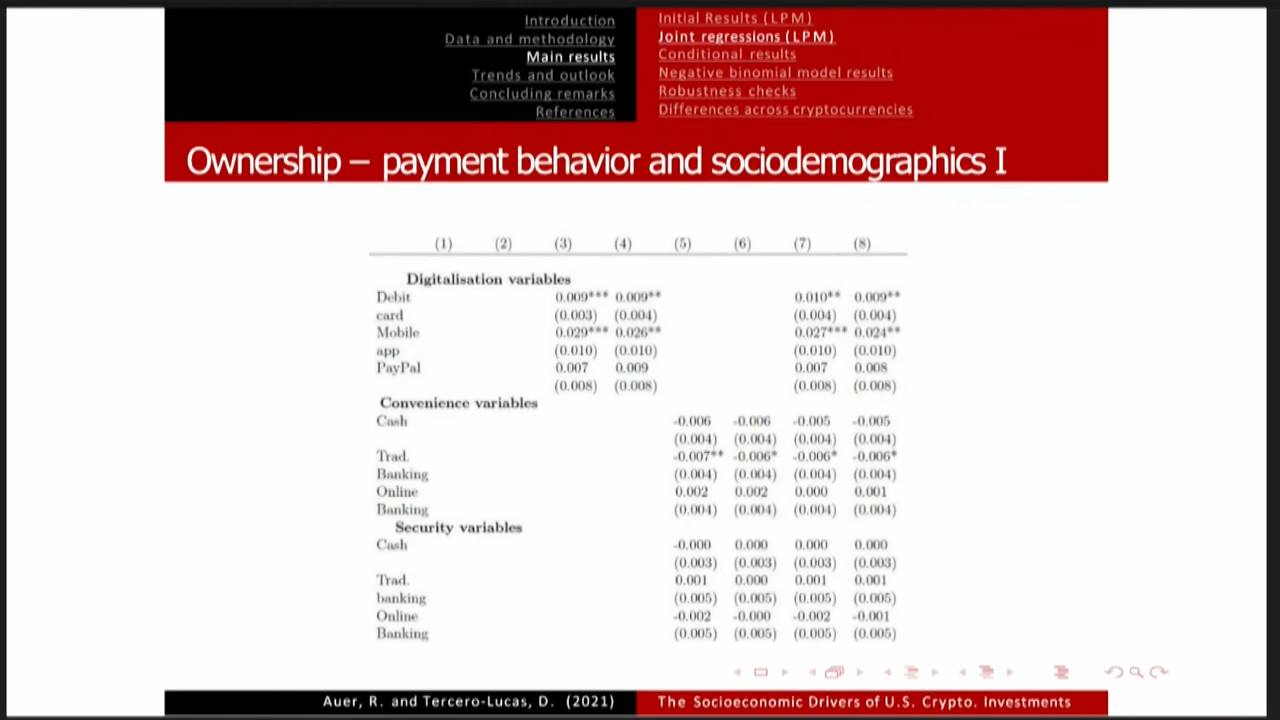 Introduction
Data and methodology
Main results
Trends and outlook
Concluding remarks
References
Initial Results (LPM)
Joint regressions (LPM)
Conditional results
Negative binomial model results
Robustness checks
Differences across cryptocurrencies
Ownership – payment behavior and sociodemographics I
(1) (2) (3) (4) (5) (6) (7) (8)
Digitalisation variables
Debit 0.009*** 0.009** 0.010** 0.009**
card (0.003) (0.004) (0.004) (0.004)
Mobile 0.029*** 0.026** 0.027*** 0.024**
app (0.010) (0.010) (0.010) (0.010)
PayPal 0.007 0.009 0.007 0.008
(0.008) (0.008) (0.008) (0.008)
Convenience variables
Cash -0.006 -0.006 -0.005 -0.005
(0.004) (0.004) (0.004) (0.004)
Trad. -0.007** -0.006* -0.006* -0.006*
Banking (0.004) (0.004) (0.004) (0.004)
Online 0.002 0.002 0.000 0.001
Banking (0.004) (0.004) (0.004) (0.004)
Security variables
Cash -0.000 0.000 0.000 0.000
(0.003) (0.003) (0.003) (0.003)
Trad. 0.001 0.000 0.001 0.001
banking (0.005) (0.005) (0.005) (0.005)
Online -0.002 -0.000 -0.002 -0.001
Banking (0.005) (0.005) (0.005) (0.005)
Auer, R. and Tercero-Lucas, D. (2021)
The Socioeconomic Drivers of U.S. Crypto. Investments